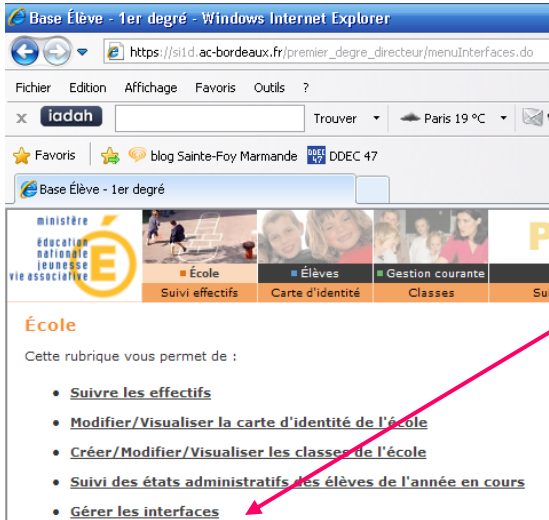 Base Élève - 1er degré - Windows Internet Explorer
https://si1d.ac-bordeaux.fr/premier_degre_directeur/menuInterfaces.do
Fichier Edition Affichage Favoris Outils ?
x iadah Trouver Paris 19 °C
Favoris blog Sainte-Foy Marmande DDEC 47
Base Élève - 1er degré
ministère
éducation
nationale
jeunesse
vie associative
École Élèves Gestion courante
Suivi effectifs Carte d'identité Classes Su
École
Cette rubrique vous permet de :
• Suivre les effectifs
• Modifier/Visualiser la carte d'identité de l'école
• Créer/Modifier/Visualiser les classes de l'école
• Suivi des états administratifs des élèves de l'année en cours
• Gérer les interfaces